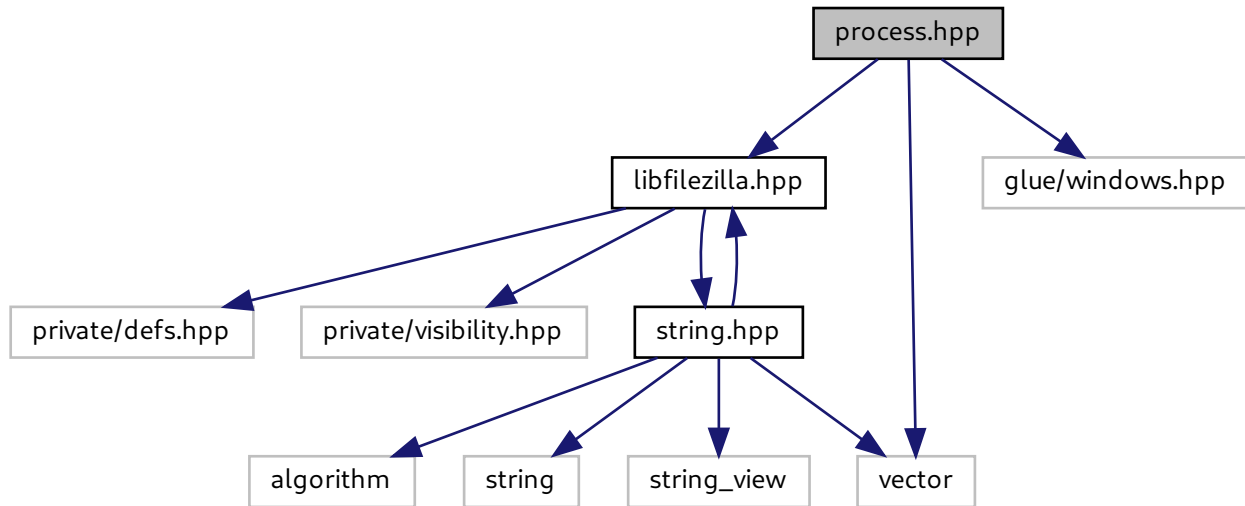 process.hpp
libfilezilla.hpp
glue/windows.hpp
private/defs.hpp
private/visibility.hpp
string.hpp
algorithm
string
string_view
vector